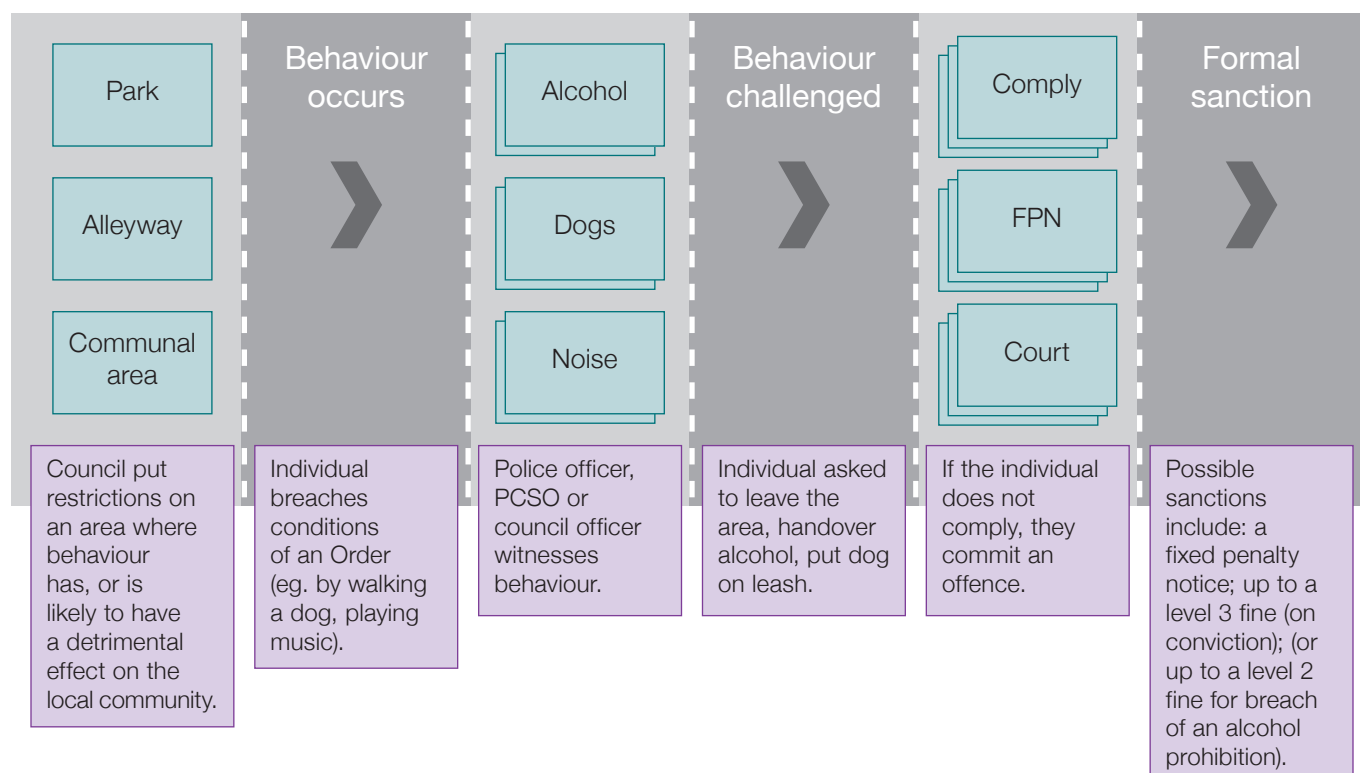 Park
Alleyway
Communal
area
Council put
restrictions on
an area where
behaviour
has, or is
likely to have
a detrimental
effect on the
local community.
Behaviour
occurs
Individual
breaches
conditions
of an Order
(eg. by walking
a dog, playing
music).
Alcohol
Dogs
Noise
Police officer,
PCSO or
council officer
witnesses
behaviour.
Behaviour
challenged
Individual asked
to leave the
area, handover
alcohol, put dog
on leash.
Comply
FPN
Court
If the individual
does not
comply, they
commit an
offence.
Formal
sanction
Possible
sanctions
include: a
fixed penalty
notice; up to a
level 3 fine (on
conviction); (or
up to a level 2
fine for breach
of an alcohol
prohibition).